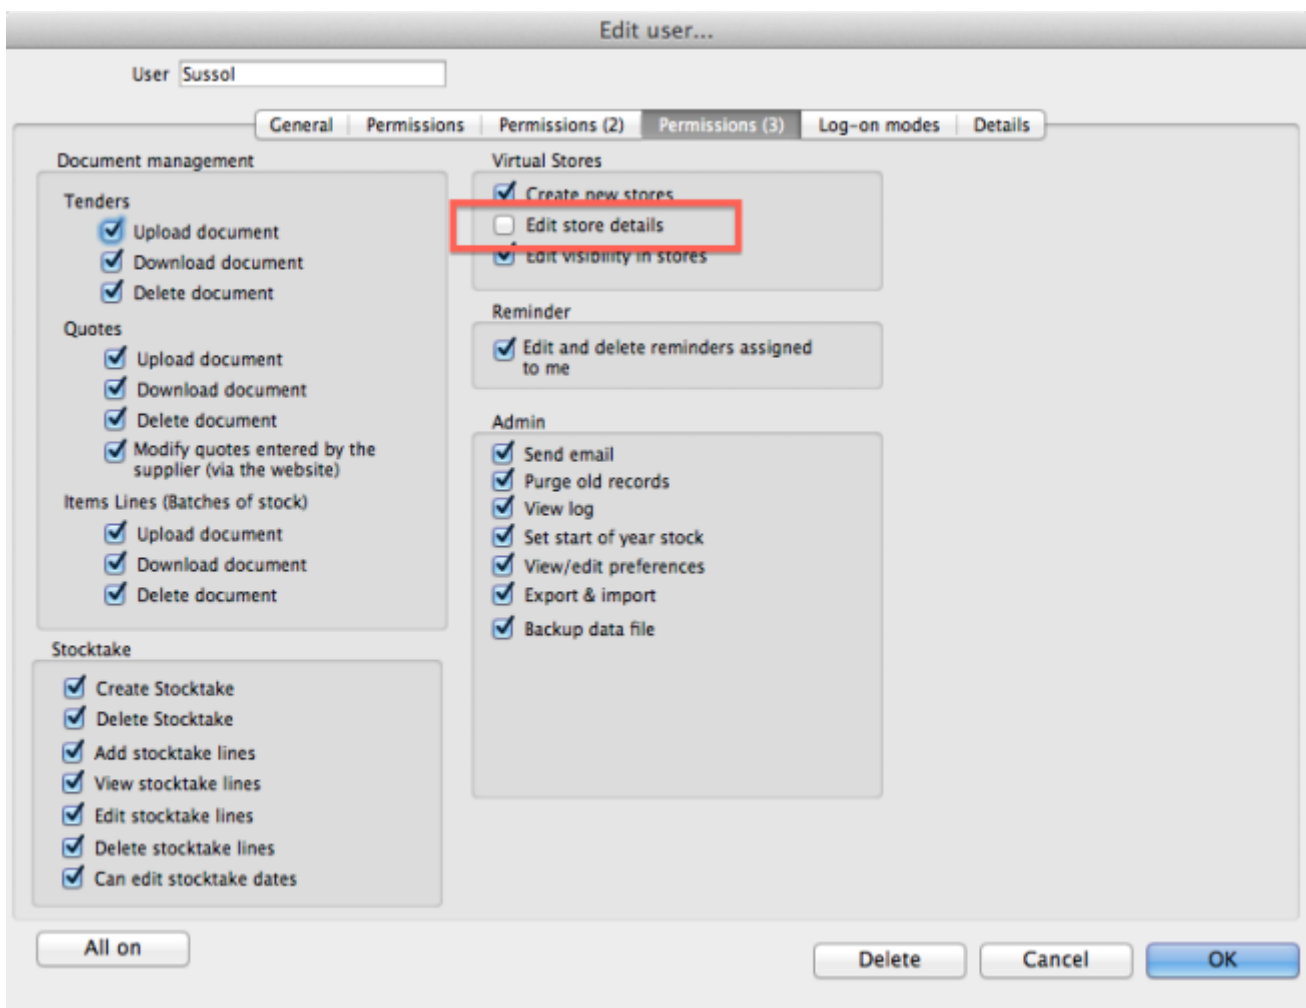 Edit user...
User Sussol
General Permissions Permissions (2) Permissions (3) Log-on modes Details
Document management
Tenders
Upload document
Download document
Delete document
Quotes
Upload document
Download document
Delete document
Modify quotes entered by the
supplier (via the website)
Items Lines (Batches of stock)
Upload document
Download document
Delete document
Stocktake
Create Stocktake
Delete Stocktake
Add stocktake lines
View stocktake lines
Edit stocktake lines
Delete stocktake lines
Can edit stocktake dates
Virtual Stores
Create new stores
Edit store details
Edit visibility in stores
Reminder
Edit and delete reminders assigned
to me
Admin
Send email
Purge old records
View log
Set start of year stock
View/edit preferences
Export & import
Backup data file
All on
Delete Cancel OK